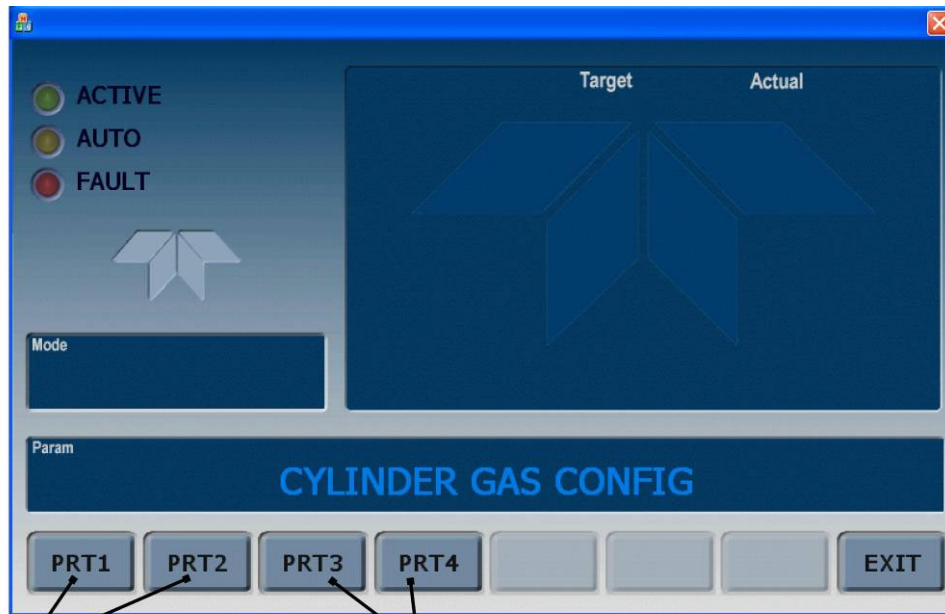 ACTIVE
AUTO
FAULT
Target Actual
Mode
Param
CYLINDER GAS CONFIG
PRT1 PRT2 PRT3 PRT4 EXIT